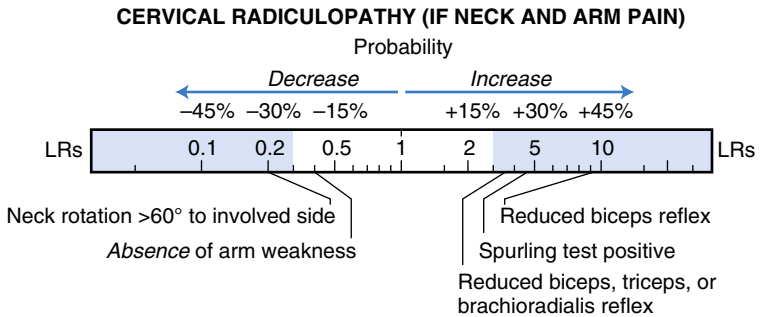 CERVICAL RADICULOPATHY (IF NECK AND ARM PAIN)
Probability
Decrease Increase
–45% –30% –15% +15% +30% +45%
LRs 0.1 0.2 0.5 1 2 5 10 LRs
Neck rotation >60° to involved side Reduced biceps reflex
Absence of arm weakness Spurling test positive
Reduced biceps, triceps, or
brachioradialis reflex